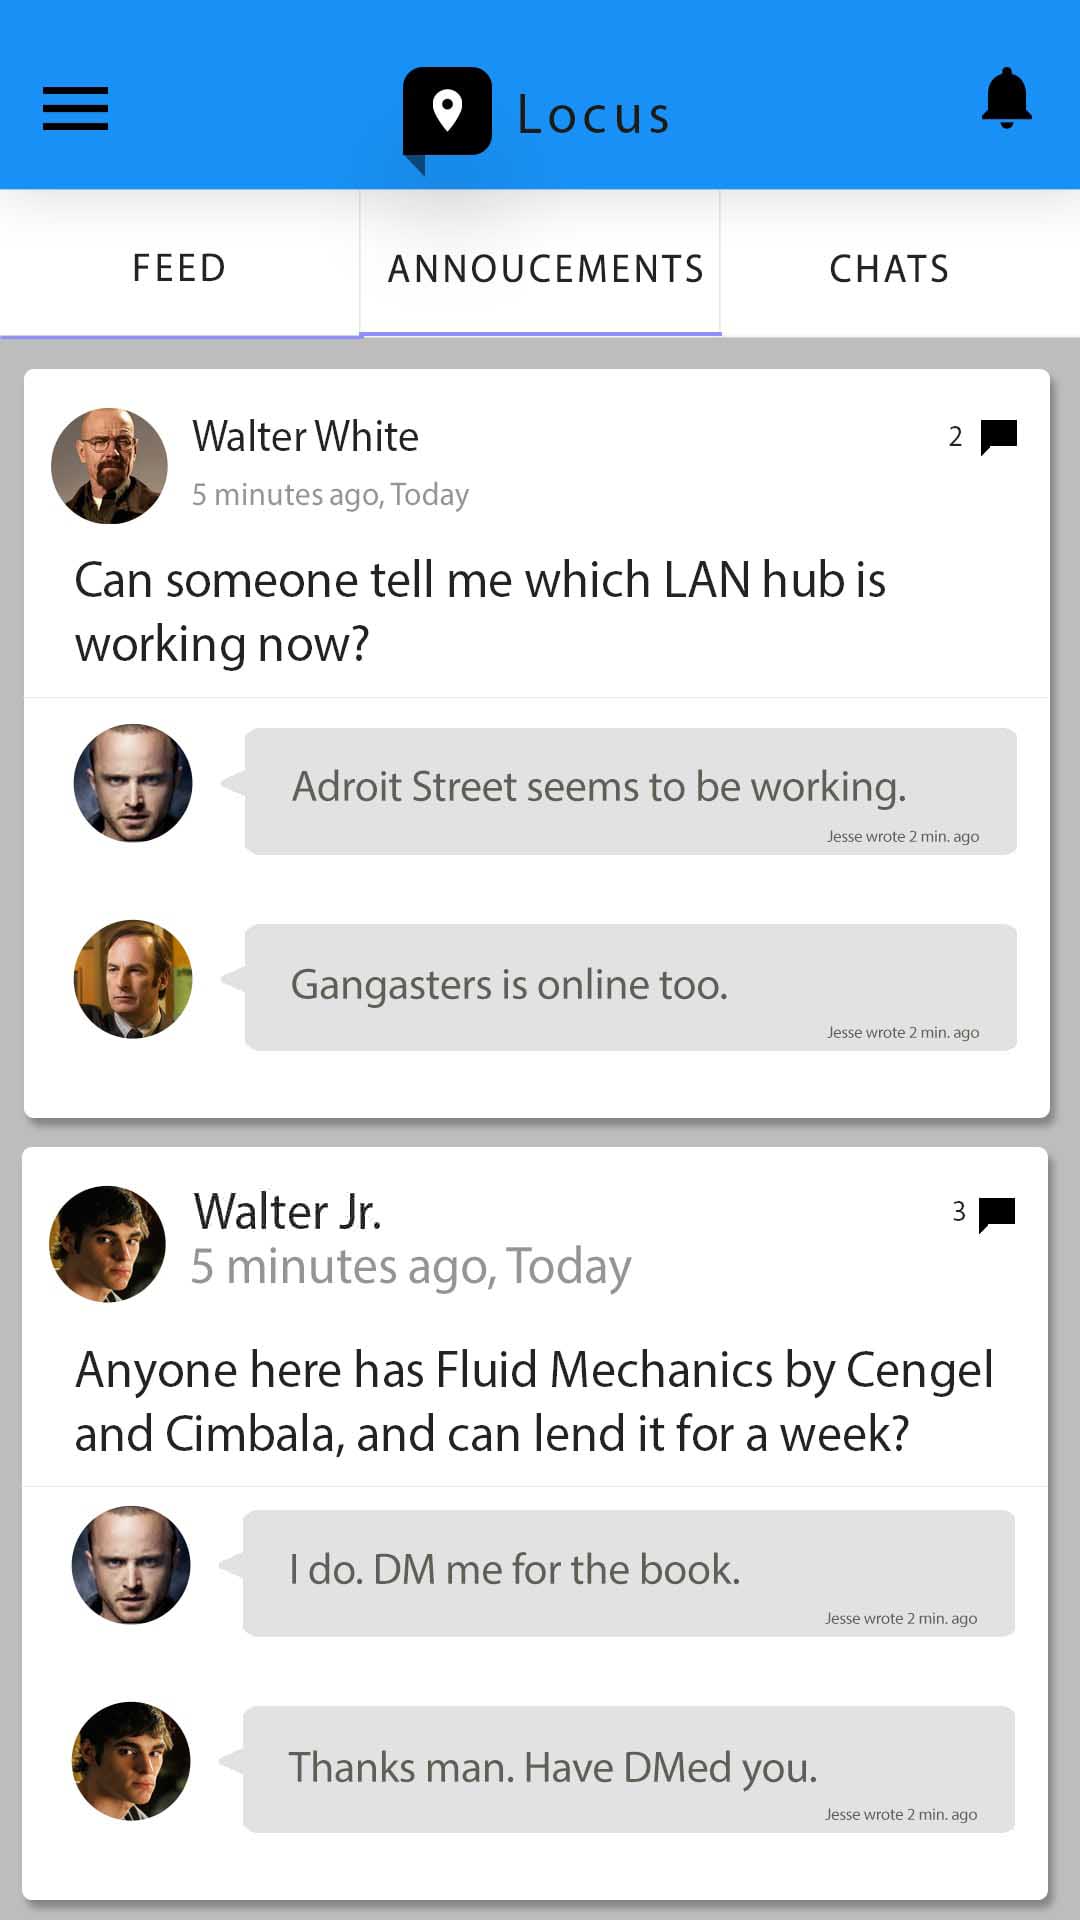 Locus
FEED
ANNOUCEMENTS
CHATS
Walter White
2
5 minutes ago, Today
Can someone tell me which LAN hub is
working now?
Adroit Street seems to be working.
Jesse wrote 2 min. ago
Gangasters is online too.
Jesse wrote 2 min. ago
Walter Jr.
3
5 minutes ago, Today
Anyone here has Fluid Mechanics by Cengel
and Cimbala, and can lend it for a week?
I do. DM me for the book.
Jesse wrote 2 min. ago
Thanks man. Have DMed you.
Jesse wrote 2 min. ago